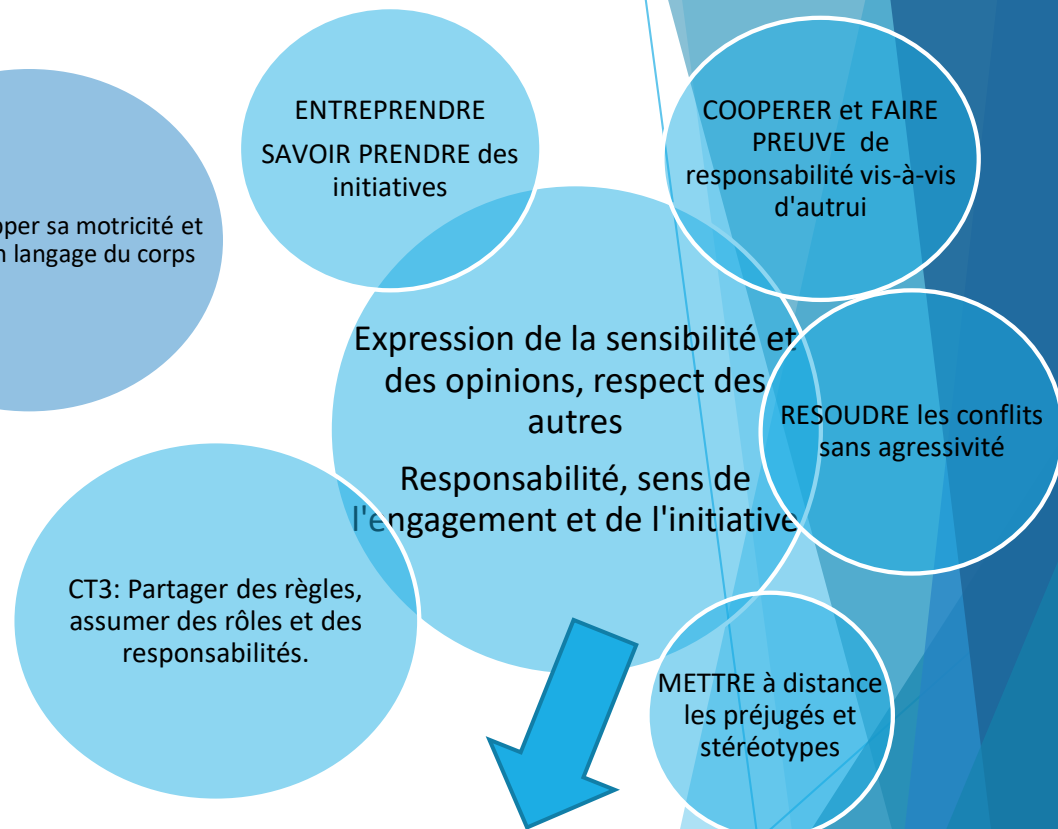 ENTREPRENDRE
SAVOIR PRENDRE des
initiatives
COOPERER et FAIRE
PREUVE de
responsabilité vis-à-vis
d'autrui
per sa motricité et
langage du corps
Expression de la sensibilité et
des opinions, respect des
autres
Responsabilité, sens de
l'engagement et de l'initiative
RESOUDRE les conflits
sans agressivité
CT3: Partager des règles,
assumer des rôles et des
responsabilités.
METTRE à distance
les préjugés et
stéréotypes